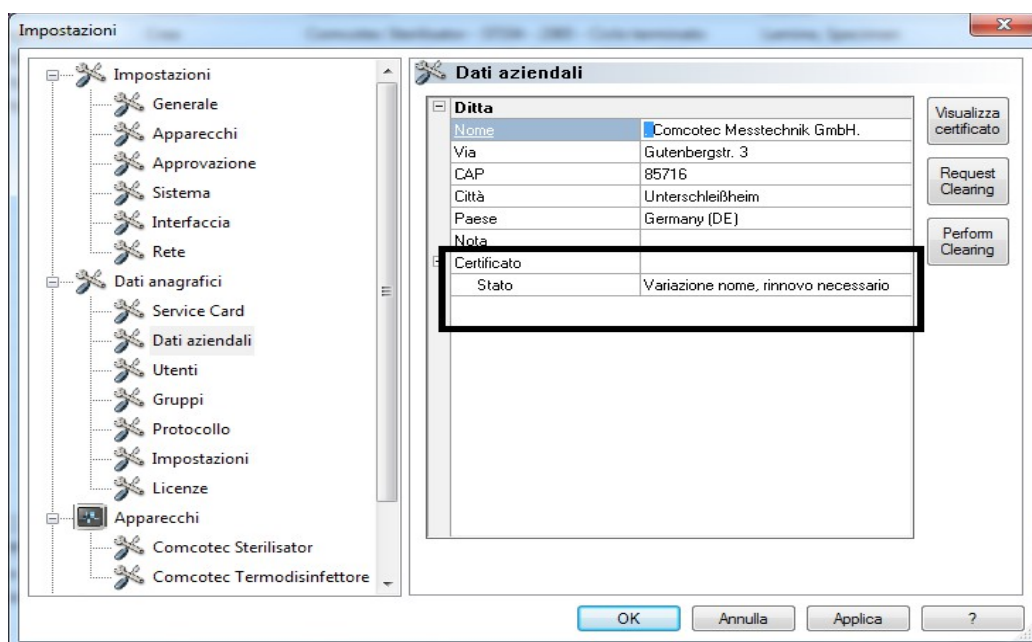 Impostazioni
Impostazioni
Generale
Apparecchi
Approvazione
Sistema
Interfaccia
Rete
Dati anagrafici
Service Card
Dati aziendali
Utenti
Gruppi
Protocollo
Impostazioni
Licenze
Apparecchi
Comcotec Sterilisator
Comcotec Termodisinfettore
Dati aziendali
Ditta
Nome Comcotec Messtechnik GmbH.
Via Gutenbergstr. 3
CAP 85716
Città Unterschleißheim
Paese Germany (DE)
Nota
Certificato
Stato Variazione nome, rinnovo necessario
Visualizza
certificato
Request
Clearing
Perform
Clearing
OK Annulla Applica ?